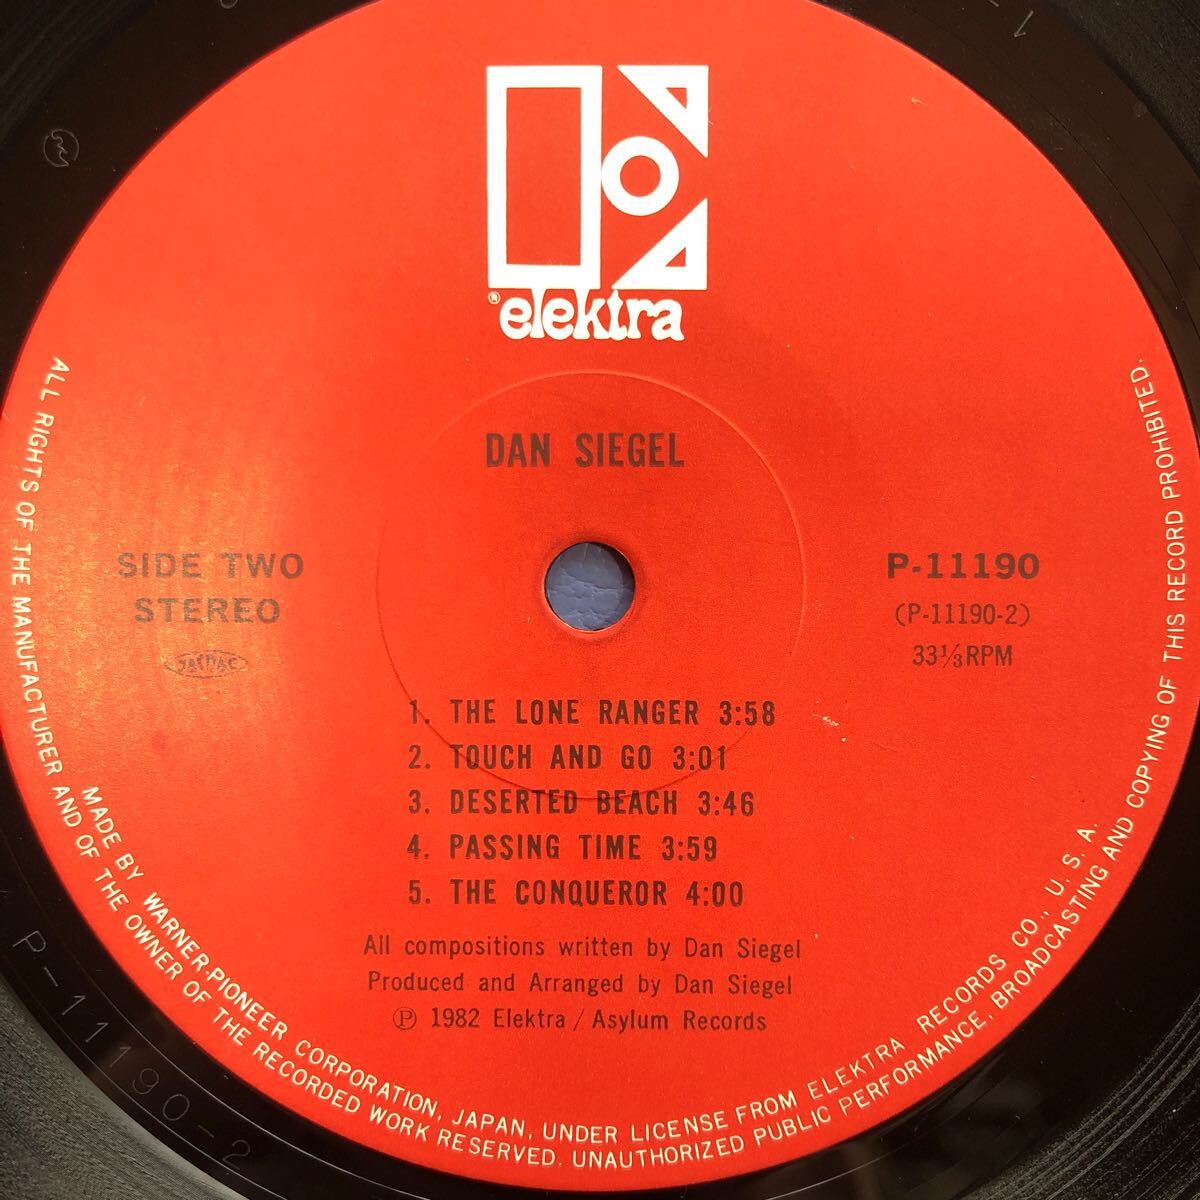 ® elektra
DAN SIEGEL
SIDE TWO
STEREO
P-11190
(P-11190-2)
33⅓RPM
1. THE LONE RANGER 3:58
2. TOUCH AND GO 3:01
3. DESERTED BEACH 3:46
4. PASSING TIME 3:59
5. THE CONQUEROR 4:00
All compositions written by Dan Siegel
Produced and Arranged by Dan Siegel
Ⓟ 1982 Elektra / Asylum Records
MADE BY WARNER-PIONEER CORPORATION, JAPAN, UNDER LICENSE FROM ELEKTRA RECORDS CO., U. S. A.
ALL RIGHTS OF THE MANUFACTURER AND OF THE OWNER OF THE RECORDED WORK RESERVED. UNAUTHORIZED PUBLIC PERFORMANCE, BROADCASTING AND COPYING OF THIS RECORD PROHIBITED.
P-11190-2